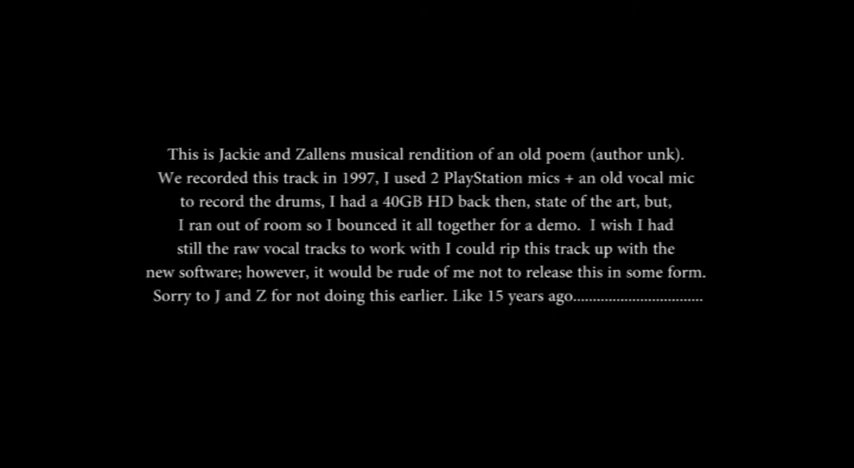 This is Jackie and Zallens musical rendition of an old poem (author unk).
We recorded this track in 1997, I used 2 PlayStation mics + an old vocal mic
to record the drums, I had a 40GB HD back then, state of the art, but,
I ran out of room so I bounced it all together for a demo.  I wish I had
still the raw vocal tracks to work with I could rip this track up with the
new software; however, it would be rude of me not to release this in some form.
Sorry to J and Z for not doing this earlier. Like 15 years ago.................................